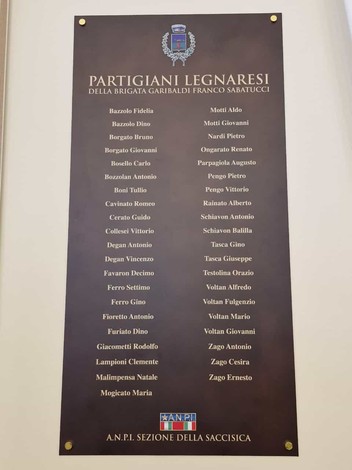 PARTIGIANI LEGNARESI
DELLA BRIGATA GARIBALDI FRANCO SABATUCCI
Bazzolo Fidelia
Bazzolo Dino
Borgato Bruno
Borgato Giovanni
Bosello Carlo
Bozzolan Antonio
Boni Tullio
Cavinato Romeo
Cerato Guido
Collesei Vittorio
Degan Antonio
Degan Vincenzo
Favaron Decimo
Ferro Settimo
Ferro Gino
Fioretto Antonio
Furiato Dino
Giacometti Rodolfo
Lampioni Clemente
Malimpensa Natale
Mogicato Maria
Motti Aldo
Motti Giovanni
Nardi Pietro
Ongarato Renato
Parpagiola Augusto
Pengo Pietro
Pengo Vittorio
Rainato Alberto
Schiavon Antonio
Schiavon Balilla
Tasca Gino
Tasca Giuseppe
Testolina Orazio
Voltan Alfredo
Voltan Fulgenzio
Voltan Mario
Voltan Giovanni
Zago Antonio
Zago Cesira
Zago Ernesto
A.N.P.I.
A.N.P.I. SEZIONE DELLA SACCISICA